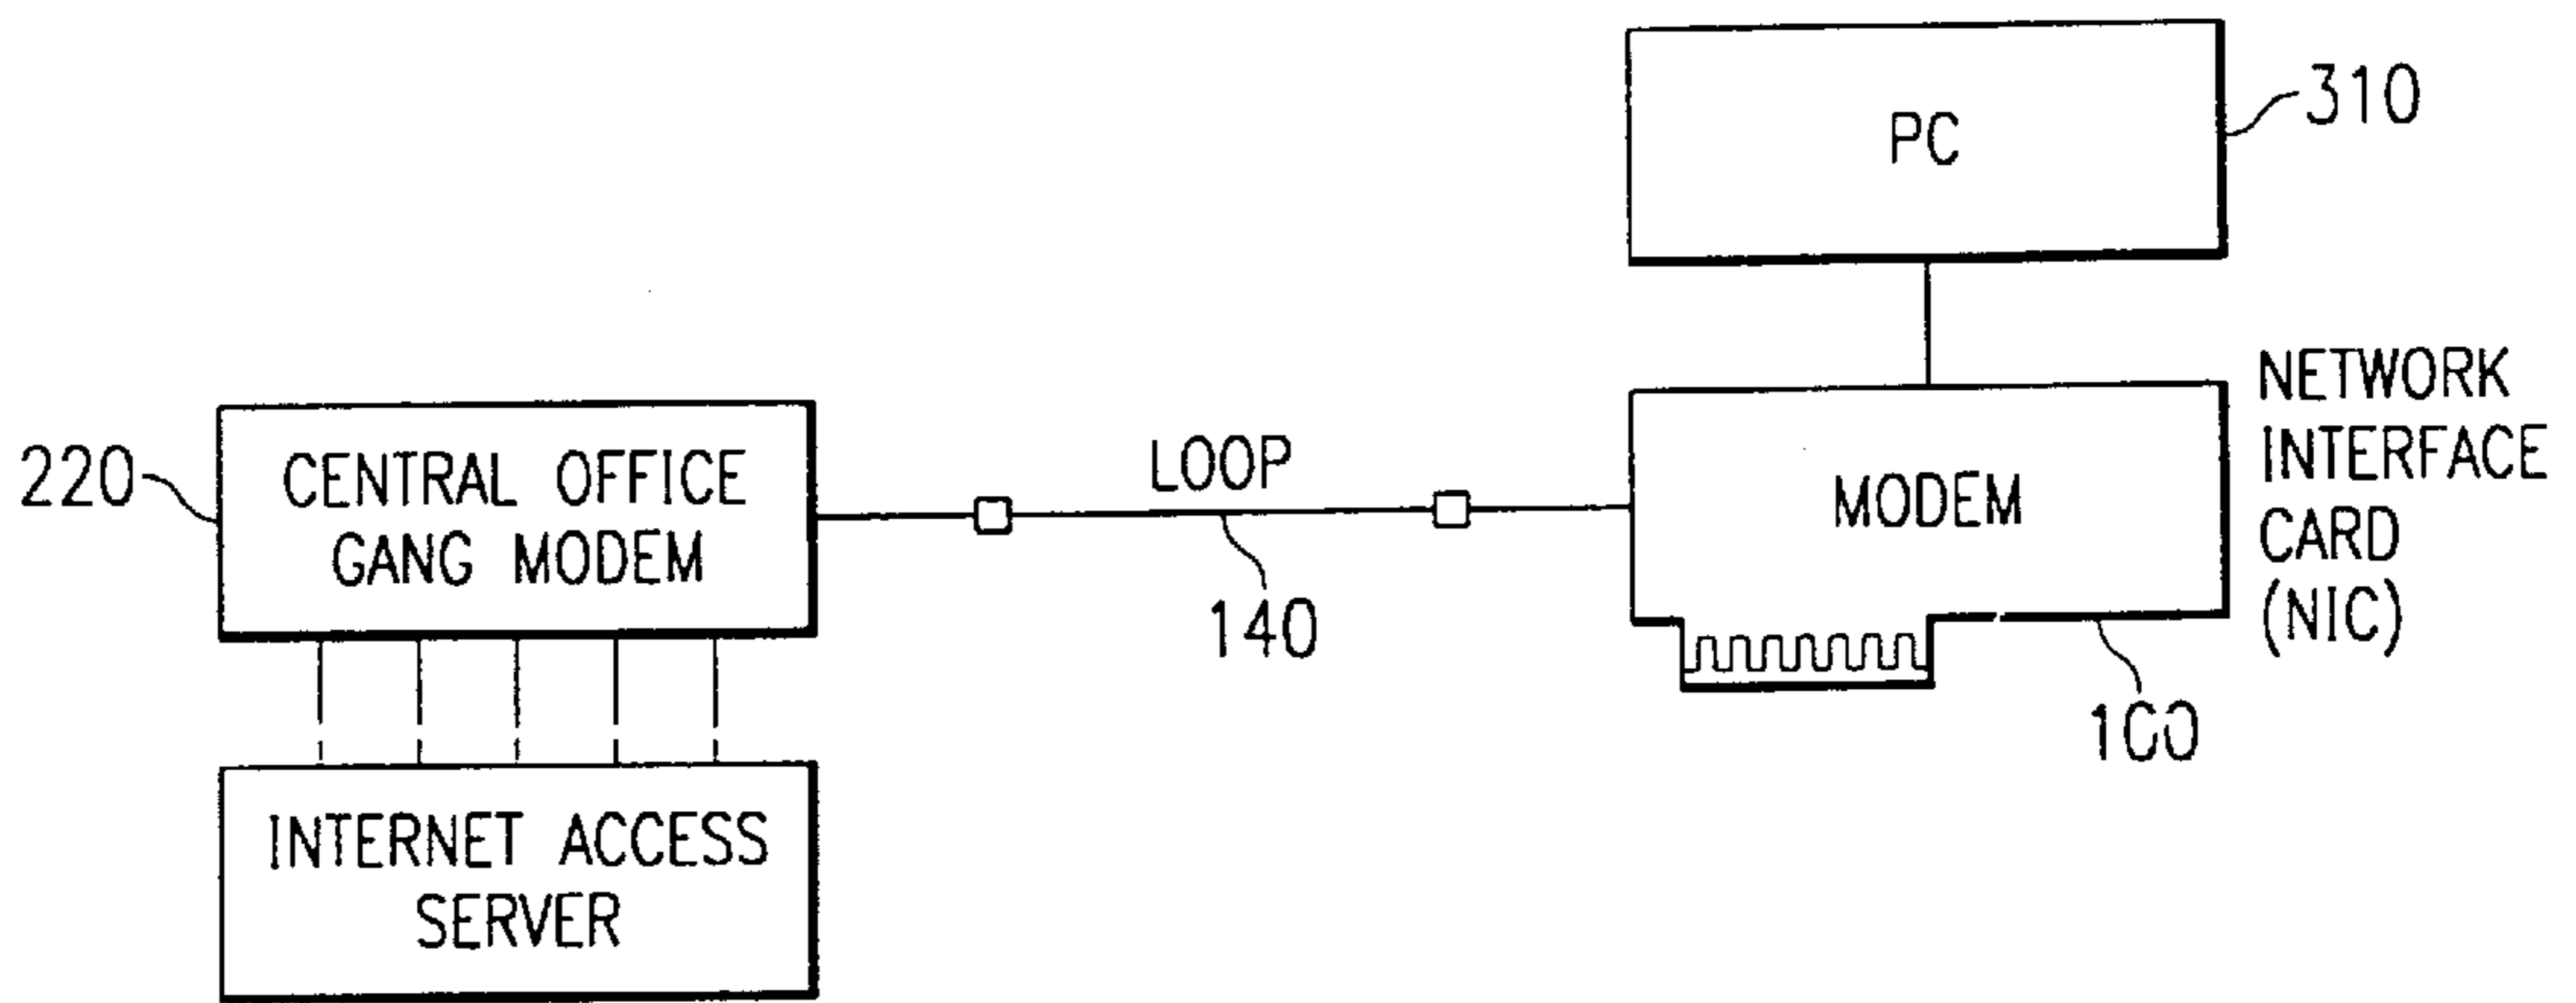 PC
310
NETWORK
INTERFACE
CARD
(NIC)
220
CENTRAL OFFICE
GANG MODEM
LOOP
140
MODEM
100
INTERNET ACCESS
SERVER